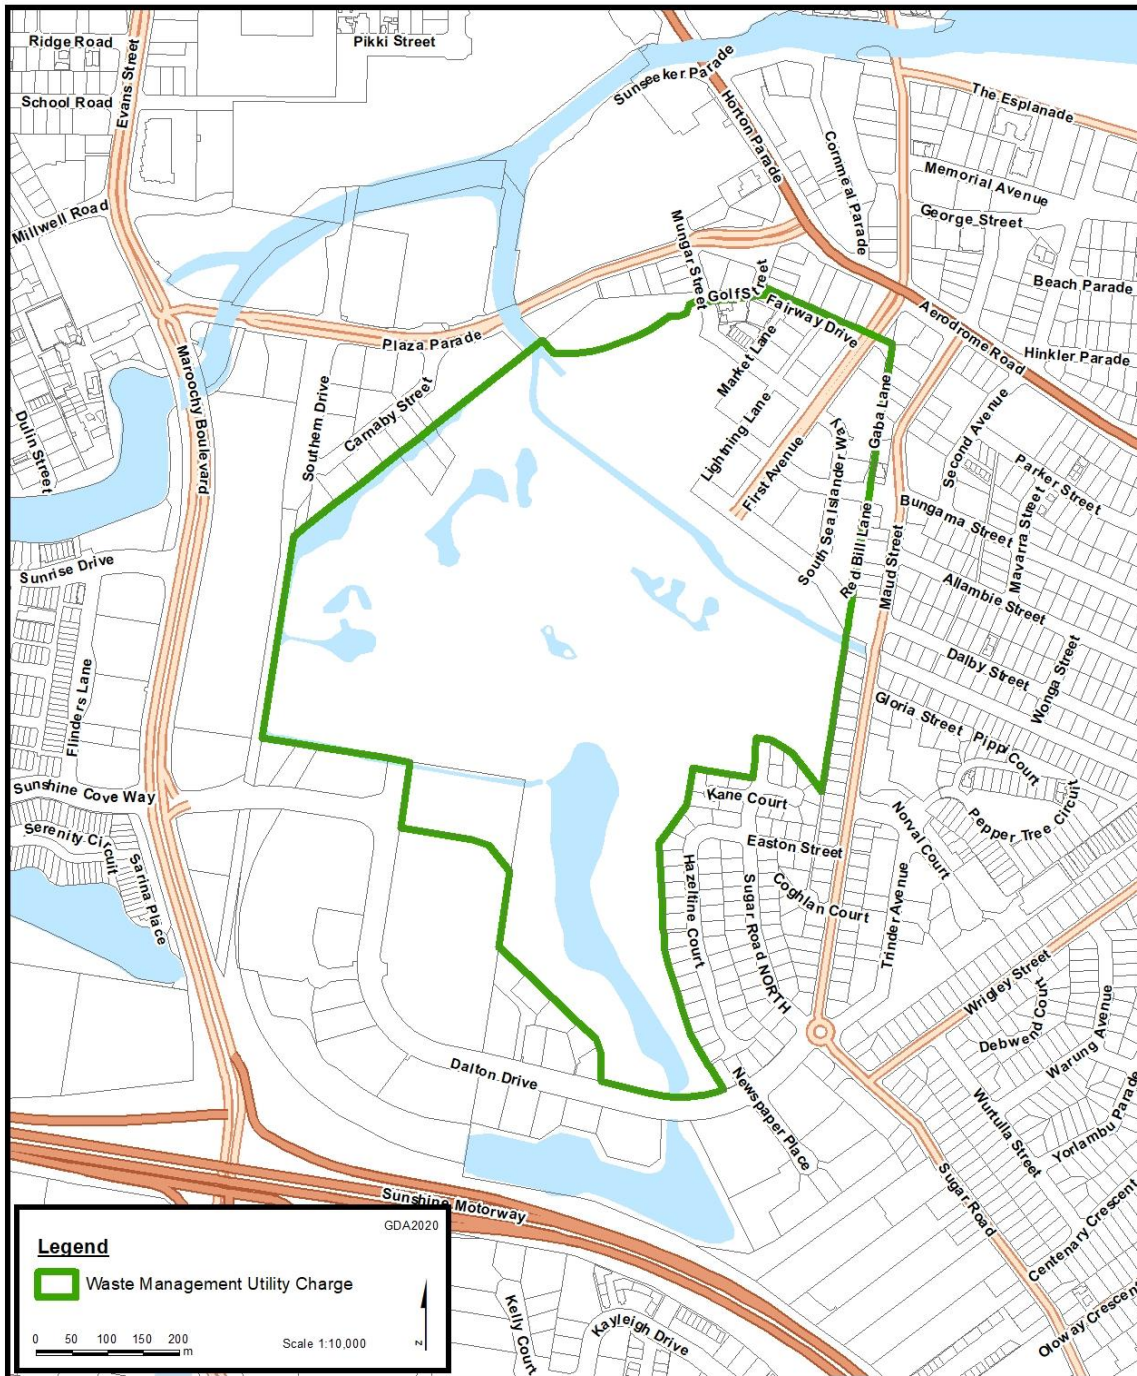 Ridge Road
Pikki Street
School Road
Evans Street
Sunseeker Parade
Horton Parade
The Esplanade
Cornmeal Parade
Memorial Avenue
George Street
Millwell Road
Mungar Street
Beach Parade
Golf Street
Fairway Drive
Aerodrome Road
Hinkler Parade
Plaza Parade
Market Lane
Maroochy Boulevard
Southern Drive
Carnaby Street
Dulin Street
Lightning Lane
First Avenue
South Sea Islander Way
Gaba Lane
Second Avenue
Parker Street
Red Bill Lane
Maud Street
Bungama Street
Mavarra Street
Sunrise Drive
Allambie Street
Dalby Street
Wonga Street
Flinders Lane
Gloria Street
Pippi Court
Sunshine Cove Way
Kane Court
Norval Court
Pepper Tree Circuit
Serenity Circuit
Sarina Place
Easton Street
Hazeltine Court
Sugar Road NORTH
Coghlan Court
Trinder Avenue
Wrigley Street
Debwend Court
Warung Avenue
Dalton Drive
Newspaper Place
Wurtulla Street
Yorlambu Parade
Sugar Road
Sunshine Motorway
Centenary Crescent
Oloway Crescent
Kelly Court
Kayleigh Drive
GDA2020
Legend
Waste Management Utility Charge
0 50 100 150 200
m
Scale 1:10,000
z